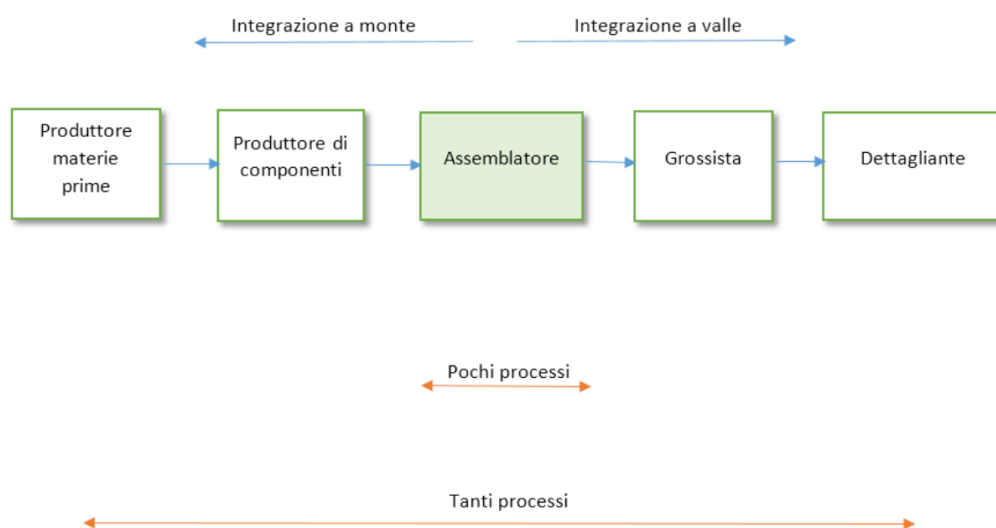 Integrazione a monte
Integrazione a valle
Produttore
materie
prime
Produttore di
componenti
Assemblatore
Grossista
Dettagliante
Pochi processi
Tanti processi